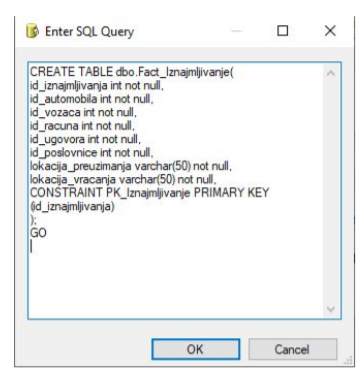 Enter SQL Query
CREATE TABLE dbo.Fact_Iznajmljivanje(
id_iznajmljivanja int not null,
id_automobila int not null,
id_vozaca int not null,
id_racuna int not null,
id_ugovora int not null,
id_poslovnice int not null,
lokacija_preuzimanja varchar(50) not null,
lokacija_vracanja varchar(50) not null,
CONSTRAINT PK_Iznajmljivanje PRIMARY KEY
(id_iznajmljivanja)
);
GO
OK Cancel